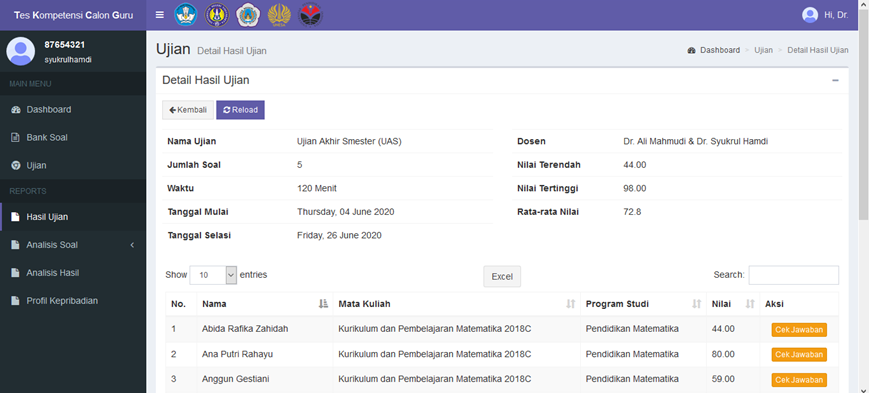 Tes Kompetensi Calon Guru
Hi, Dr.
87654321
syukrulhamdi
MAIN MENU
Dashboard
Bank Soal
Ujian
REPORTS
Hasil Ujian
Analisis Soal
Analisis Hasil
Profil Kepribadian
Ujian Detail Hasil Ujian
Dashboard > Ujian > Detail Hasil Ujian
Detail Hasil Ujian
Kembali Reload
Nama Ujian Ujian Akhir Smester (UAS) Dosen Dr. Ali Mahmudi & Dr. Syukrul Hamdi
Jumlah Soal 5 Nilai Terendah 44.00
Waktu 120 Menit Nilai Tertinggi 98.00
Tanggal Mulai Thursday, 04 June 2020 Rata-rata Nilai 72.8
Tanggal Selasi Friday, 26 June 2020
Show 10 entries Excel Search:
No. Nama Mata Kuliah Program Studi Nilai Aksi
1 Abida Rafika Zahidah Kurikulum dan Pembelajaran Matematika 2018C Pendidikan Matematika 44.00 Cek Jawaban
2 Ana Putri Rahayu Kurikulum dan Pembelajaran Matematika 2018C Pendidikan Matematika 80.00 Cek Jawaban
3 Anggun Gestiani Kurikulum dan Pembelajaran Matematika 2018C Pendidikan Matematika 59.00 Cek Jawaban